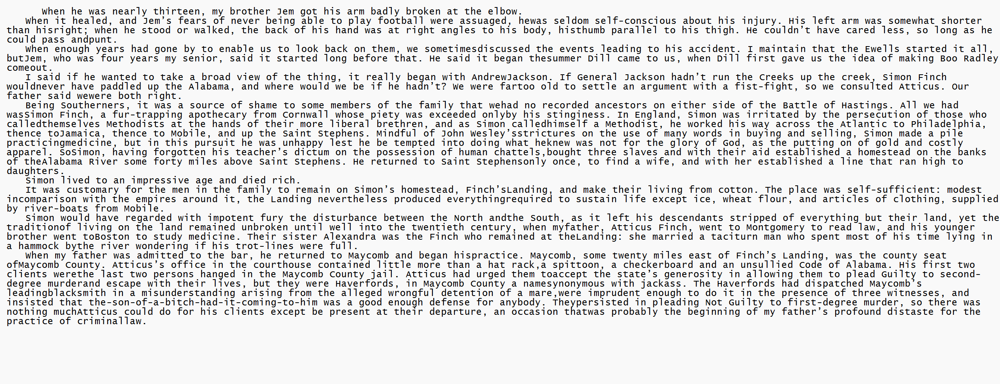 When he was nearly thirteen, my brother Jem got his arm badly broken at the elbow.
When it healed, and Jem’s fears of never being able to play football were assuaged, hewas seldom self-conscious about his injury. His left arm was somewhat shorter
than hisright; when he stood or walked, the back of his hand was at right angles to his body, histhumb parallel to his thigh. He couldn’t have cared less, so long as he
could pass andpunt.
When enough years had gone by to enable us to look back on them, we sometimesdiscussed the events leading to his accident. I maintain that the Ewells started it all,
butJem, who was four years my senior, said it started long before that. He said it began thesummer Dill came to us, when Dill first gave us the idea of making Boo Radley
comeout.
I said if he wanted to take a broad view of the thing, it really began with AndrewJackson. If General Jackson hadn’t run the Creeks up the creek, Simon Finch
wouldnever have paddled up the Alabama, and where would we be if he hadn’t? We were fartoo old to settle an argument with a fist-fight, so we consulted Atticus. Our
father said wewere both right.
Being Southerners, it was a source of shame to some members of the family that wehad no recorded ancestors on either side of the Battle of Hastings. All we had
wasSimon Finch, a fur-trapping apothecary from Cornwall whose piety was exceeded onlyby his stinginess. In England, Simon was irritated by the persecution of those who
calledthemselves Methodists at the hands of their more liberal brethren, and as Simon calledhimself a Methodist, he worked his way across the Atlantic to Philadelphia,
thence toJamaica, thence to Mobile, and up the Saint Stephens. Mindful of John Wesley’sstrictures on the use of many words in buying and selling, Simon made a pile
practicingmedicine, but in this pursuit he was unhappy lest he be tempted into doing what heknew was not for the glory of God, as the putting on of gold and costly
apparel. SoSimon, having forgotten his teacher’s dictum on the possession of human chattels,bought three slaves and with their aid established a homestead on the banks
of theAlabama River some forty miles above Saint Stephens. He returned to Saint Stephensonly once, to find a wife, and with her established a line that ran high to
daughters.
Simon lived to an impressive age and died rich.
It was customary for the men in the family to remain on Simon’s homestead, Finch’sLanding, and make their living from cotton. The place was self-sufficient: modest
incomparison with the empires around it, the Landing nevertheless produced everythingrequired to sustain life except ice, wheat flour, and articles of clothing, supplied
by river-boats from Mobile.
Simon would have regarded with impotent fury the disturbance between the North andthe South, as it left his descendants stripped of everything but their land, yet the
traditionof living on the land remained unbroken until well into the twentieth century, when myfather, Atticus Finch, went to Montgomery to read law, and his younger
brother went toBoston to study medicine. Their sister Alexandra was the Finch who remained at theLanding: she married a taciturn man who spent most of his time lying in
a hammock bythe river wondering if his trot-lines were full.
When my father was admitted to the bar, he returned to Maycomb and began hispractice. Maycomb, some twenty miles east of Finch’s Landing, was the county seat
ofMaycomb County. Atticus’s office in the courthouse contained little more than a hat rack,a spittoon, a checkerboard and an unsullied Code of Alabama. His first two
clients werethe last two persons hanged in the Maycomb County jail. Atticus had urged them toaccept the state’s generosity in allowing them to plead Guilty to second-
degree murderand escape with their lives, but they were Haverfords, in Maycomb County a namesynonymous with jackass. The Haverfords had dispatched Maycomb’s
leadingblacksmith in a misunderstanding arising from the alleged wrongful detention of a mare,were imprudent enough to do it in the presence of three witnesses, and
insisted that the-son-of-a-bitch-had-it-coming-to-him was a good enough defense for anybody. Theypersisted in pleading Not Guilty to first-degree murder, so there was
nothing muchAtticus could do for his clients except be present at their departure, an occasion thatwas probably the beginning of my father’s profound distaste for the
practice of criminallaw.